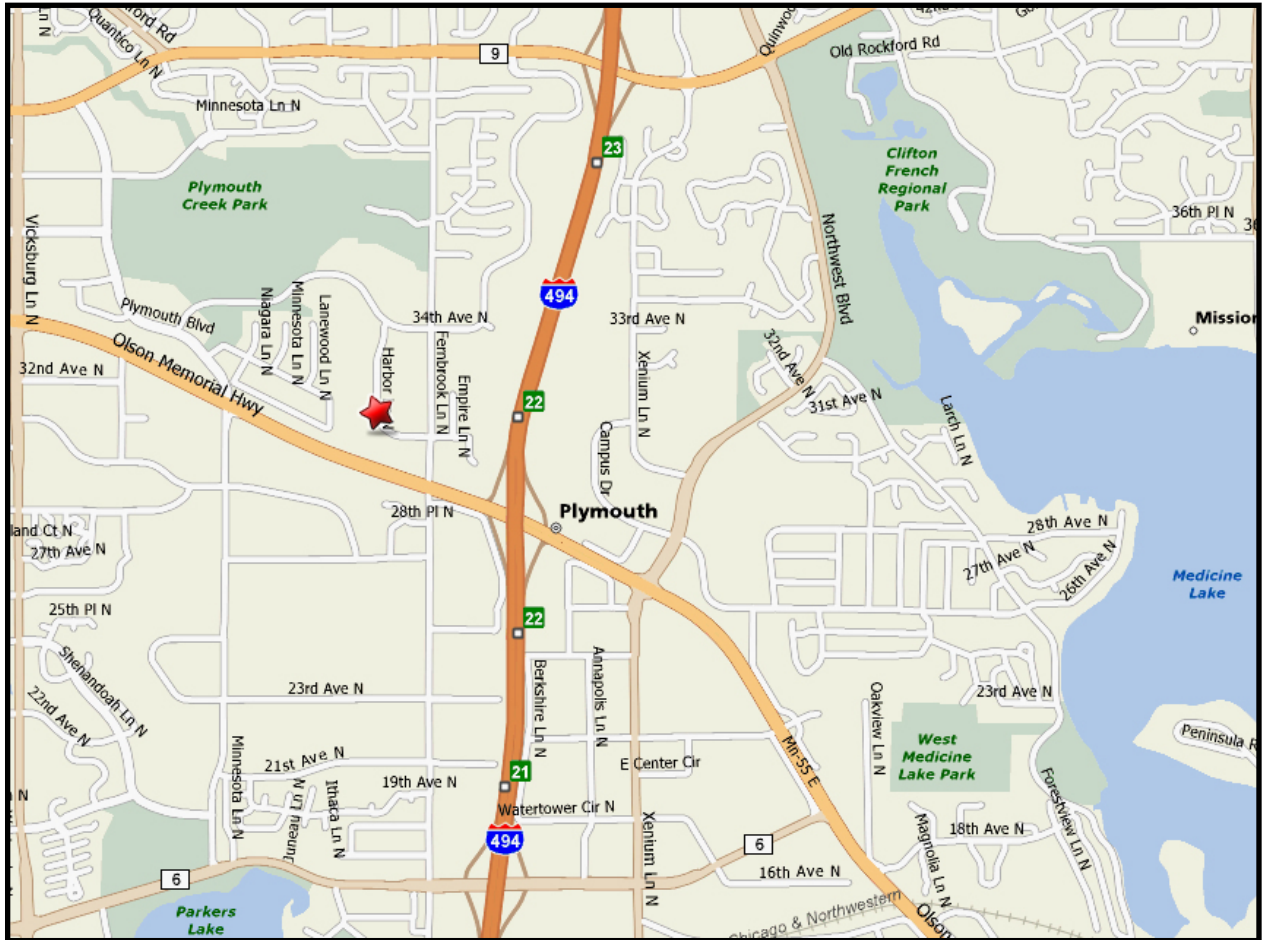 Ln N
Quantico Ln N
ford Rd
9
Quinwoo
Old Rockford Rd
Minnesota Ln N
23
Clifton
French
Regional
Park
Plymouth
Creek Park
36th Pl N
36
Vicksburg Ln N
Northwest Blvd
494
Plymouth Blvd
Niagara Ln N
Minnesota Ln N
Lanewood Ln N
34th Ave N
33rd Ave N
Mission
Olson Memorial Hwy
32nd Ave N
Harbor
Fernbrook Ln N
Empire Ln N
Xenium Ln N
32nd Ave N
31st Ave N
22
Larch Ln N
Campus Dr
28th Pl N
Plymouth
land Ct N
27th Ave N
28th Ave N
27th Ave N
26th Ave N
Medicine
Lake
25th Pl N
22
Shenandoah Ln N
22nd Ave N
23rd Ave N
Berkshire Ln N
Annapolis Ln N
Oakview Ln N
23rd Ave N
West
Medicine
Lake Park
Peninsula R
Minnesota Ln N
21st Ave N
E Center Cir
Mn-55 E
21
19th Ave N
Ithaca Ln N
Dunean Ln N
N
Watertower Cir N
494
Xenium Ln N
6
Magnolia Ln N
18th Ave N
Forestview Ln N
6
16th Ave N
Parkers
Lake
Chicago & Northwestern
Olson